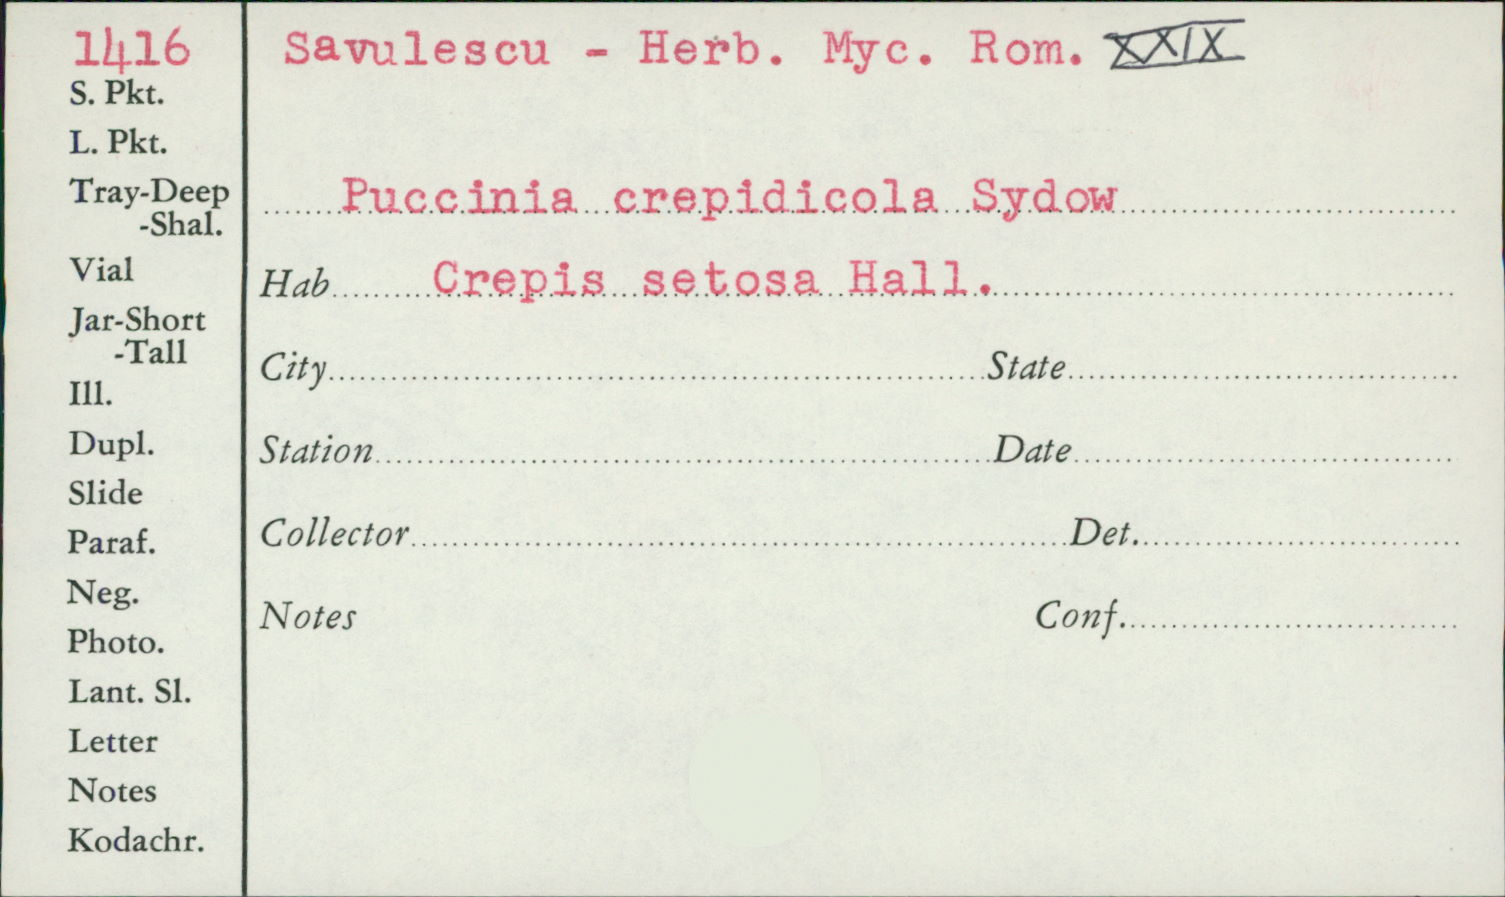 1416
Savulescu - Herb. Myc. Rom. XXIX
S. Pkt.
L. Pkt.
Tray-Deep
-Shal.
Vial
Jar-Short
-Tall
Ill.
Dupl.
Slide
Paraf.
Neg.
Photo.
Lant. Sl.
Letter
Notes
Kodachr.
Puccinia crepidicola Sydow
Hab Crepis setosa Hall.
City State
Station Date
Collector Det.
Notes Conf.